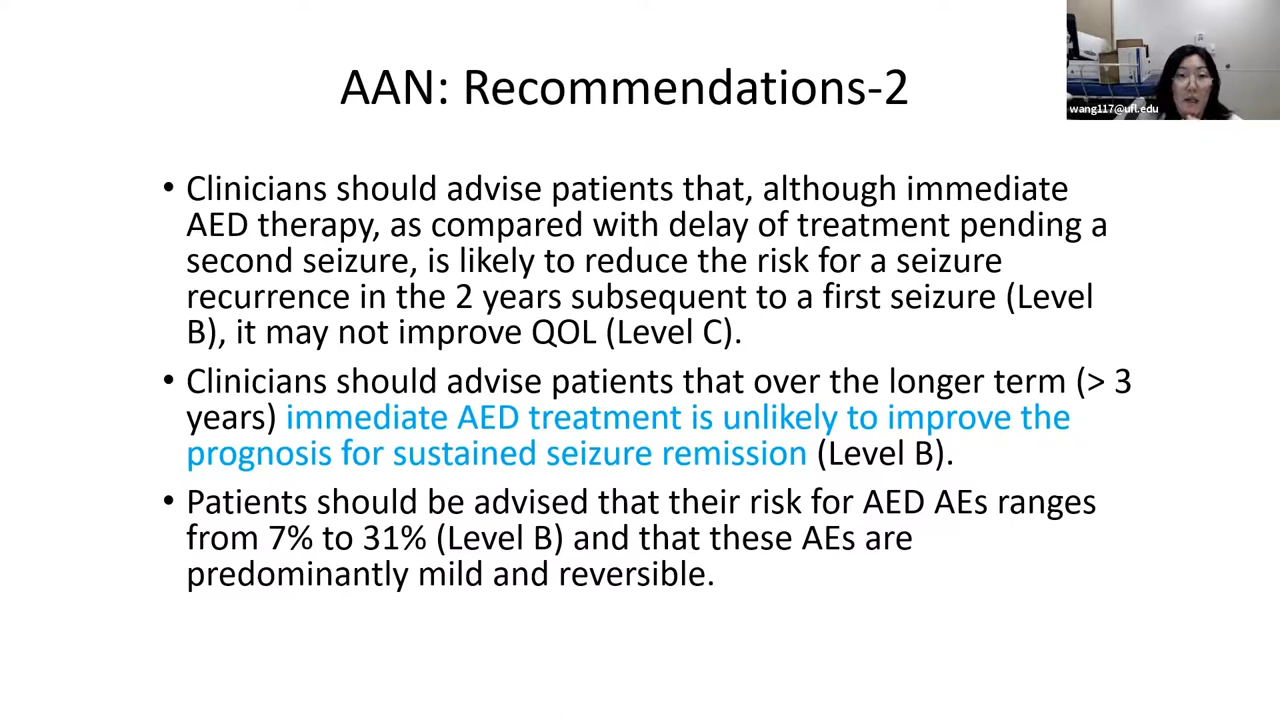 AAN: Recommendations-2
wang117@ufl.edu
• Clinicians should advise patients that, although immediate
AED therapy, as compared with delay of treatment pending a
second seizure, is likely to reduce the risk for a seizure
recurrence in the 2 years subsequent to a first seizure (Level
B), it may not improve QOL (Level C).
• Clinicians should advise patients that over the longer term (> 3
years) immediate AED treatment is unlikely to improve the
prognosis for sustained seizure remission (Level B).
• Patients should be advised that their risk for AED AEs ranges
from 7% to 31% (Level B) and that these AEs are
predominantly mild and reversible.